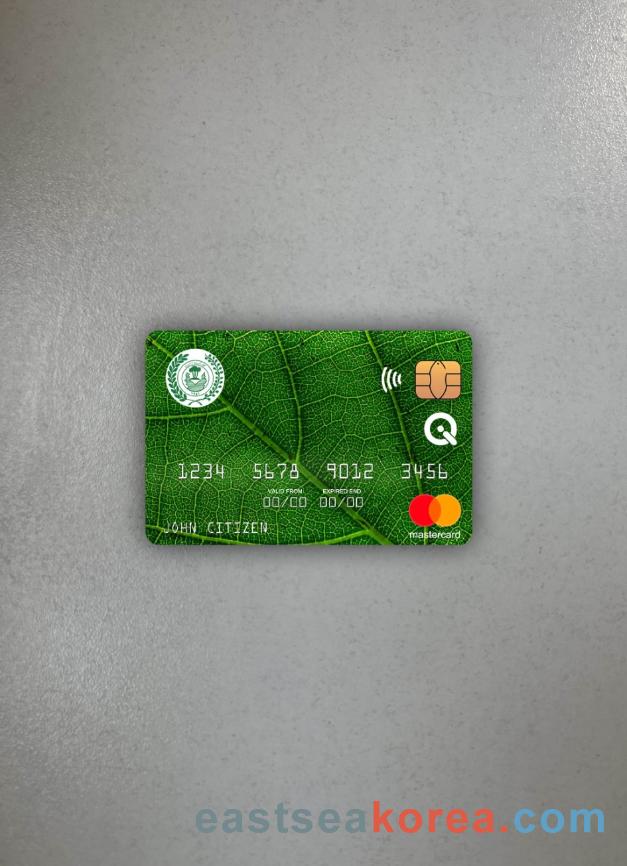 1234 5678 9012 3456
VALID FROM EXPIRED END
00/00 00/00
JOHN CITIZEN
mastercard
eastseakorea.com